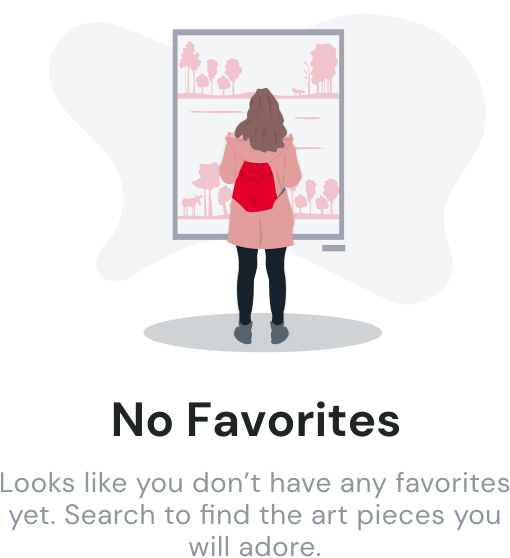 No Favorites
Looks like you don’t have any favorites
yet. Search to find the art pieces you
will adore.